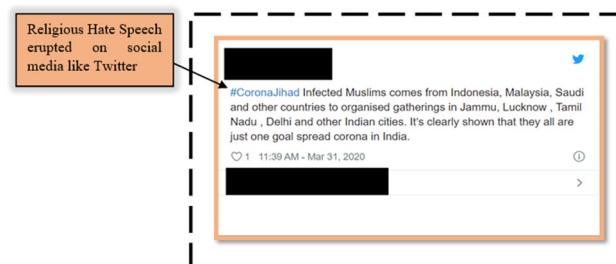 Religious Hate Speech
erupted on social
media like Twitter
#CoronaJihad Infected Muslims comes from Indonesia, Malaysia, Saudi
and other countries to organised gatherings in Jammu, Lucknow , Tamil
Nadu , Delhi and other Indian cities. It's clearly shown that they all are
just one goal spread corona in India.
1 11:39 AM - Mar 31, 2020